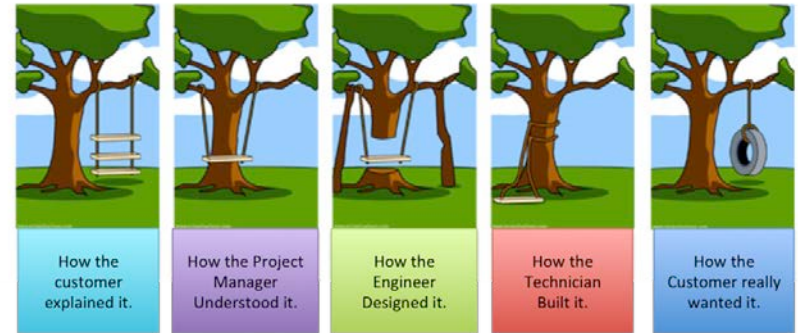 How the
customer
explained it.
How the Project
Manager
Understood it.
How the
Engineer
Designed it.
How the
Technician
Built it.
How the
Customer really
wanted it.